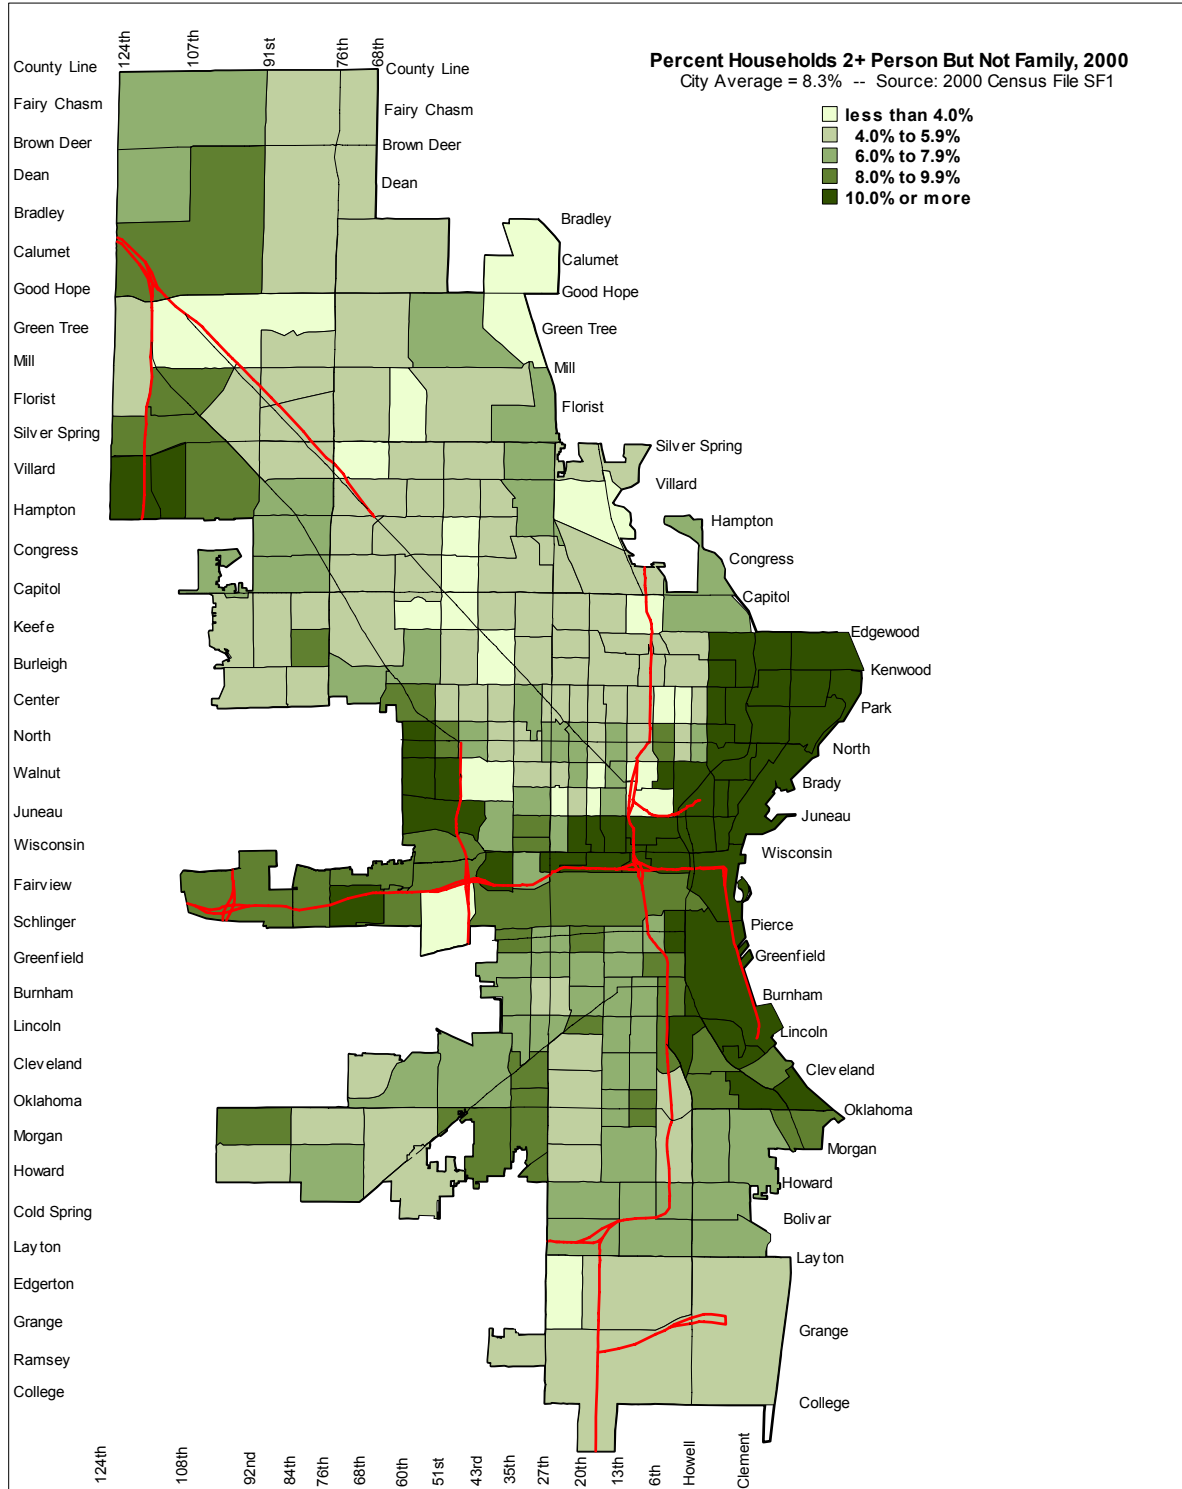 124th
107th
91st
76th
68th
Percent Households 2+ Person But Not Family, 2000
City Average = 8.3% -- Source: 2000 Census File SF1
less than 4.0%
4.0% to 5.9%
6.0% to 7.9%
8.0% to 9.9%
10.0% or more
County Line
Fairy Chasm
Brown Deer
Dean
Bradley
Calumet
Good Hope
Green Tree
Mill
Florist
Silver Spring
Villard
Hampton
Congress
Capitol
Keefe
Burleigh
Center
North
Walnut
Juneau
Wisconsin
Fairview
Schlinger
Greenfield
Burnham
Lincoln
Cleveland
Oklahoma
Morgan
Howard
Cold Spring
Layton
Edgerton
Grange
Ramsey
College
County Line
Fairy Chasm
Brown Deer
Dean
Bradley
Calumet
Good Hope
Green Tree
Mill
Florist
Silver Spring
Villard
Hampton
Congress
Capitol
Edgewood
Kenwood
Park
North
Brady
Juneau
Wisconsin
Pierce
Greenfield
Burnham
Lincoln
Cleveland
Oklahoma
Morgan
Howard
Bolivar
Layton
Grange
College
124th
108th
92nd
84th
76th
68th
60th
51st
43rd
35th
27th
20th
13th
6th
Howell
Clement